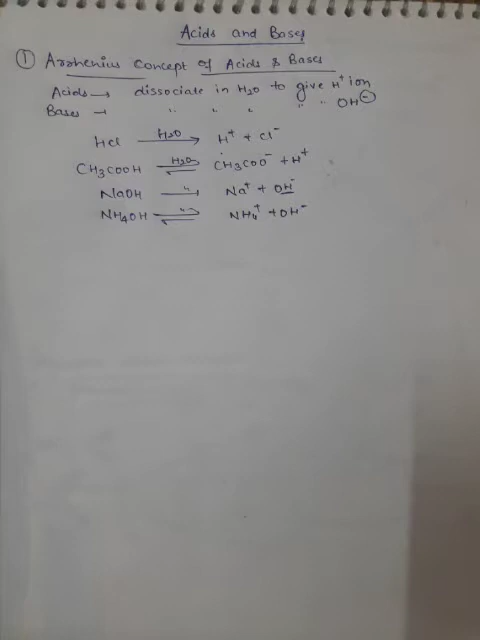 Acids and Bases
① Arrhenius Concept of Acids & Bases
Acids → dissociate in H₂O to give H⁺ ion
Bases → " " " " " OH⊖
HCl —H₂O→ H⁺ + Cl⁻
CH₃COOH ⇌H₂O CH₃COO⁻ + H⁺
NaOH —"→ Na⁺ + OH⁻
NH₄OH ⇌" NH₄⁺ + OH⁻